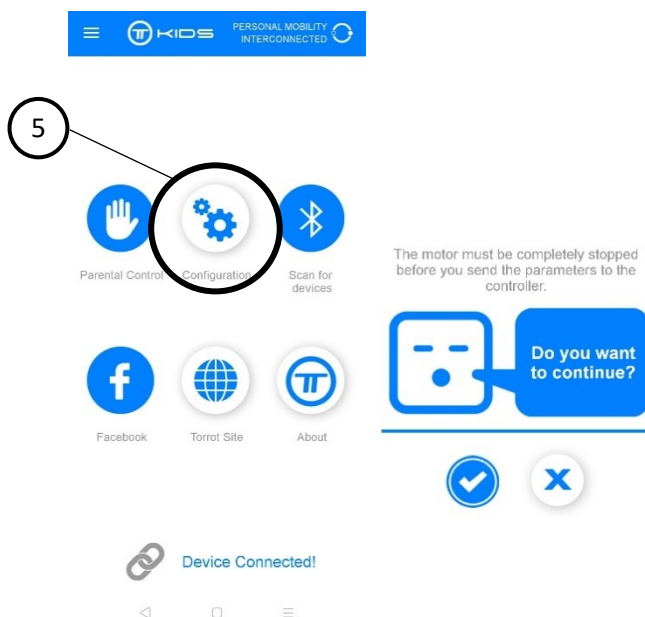 KIDS
PERSONAL MOBILITY
INTERCONNECTED
5
Parental Control
Configuration
Scan for
devices
Facebook
Torrot Site
About
Device Connected!
The motor must be completely stopped
before you send the parameters to the
controller.
Do you want
to continue?